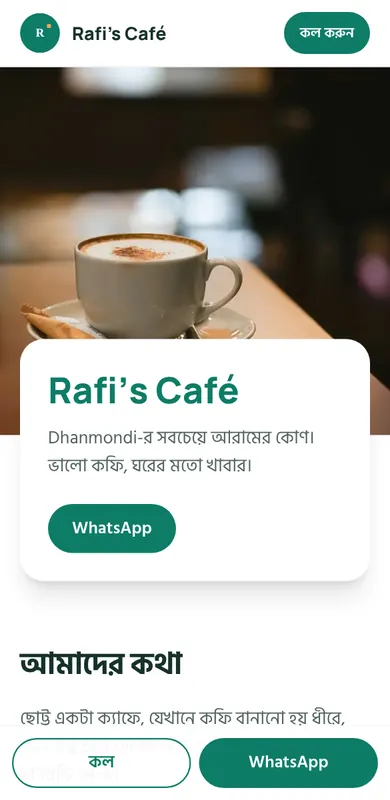 R
Rafi’s Café
কল করুন
Rafi’s Café
Dhanmondi-র সবচেয়ে আরামের কোণ।
ভালো কফি, ঘরের মতো খাবার।
WhatsApp
আমাদের কথা
ছোট্ট একটা ক্যাফে, যেখানে কফি বানানো হয় ধীরে,
কল
WhatsApp